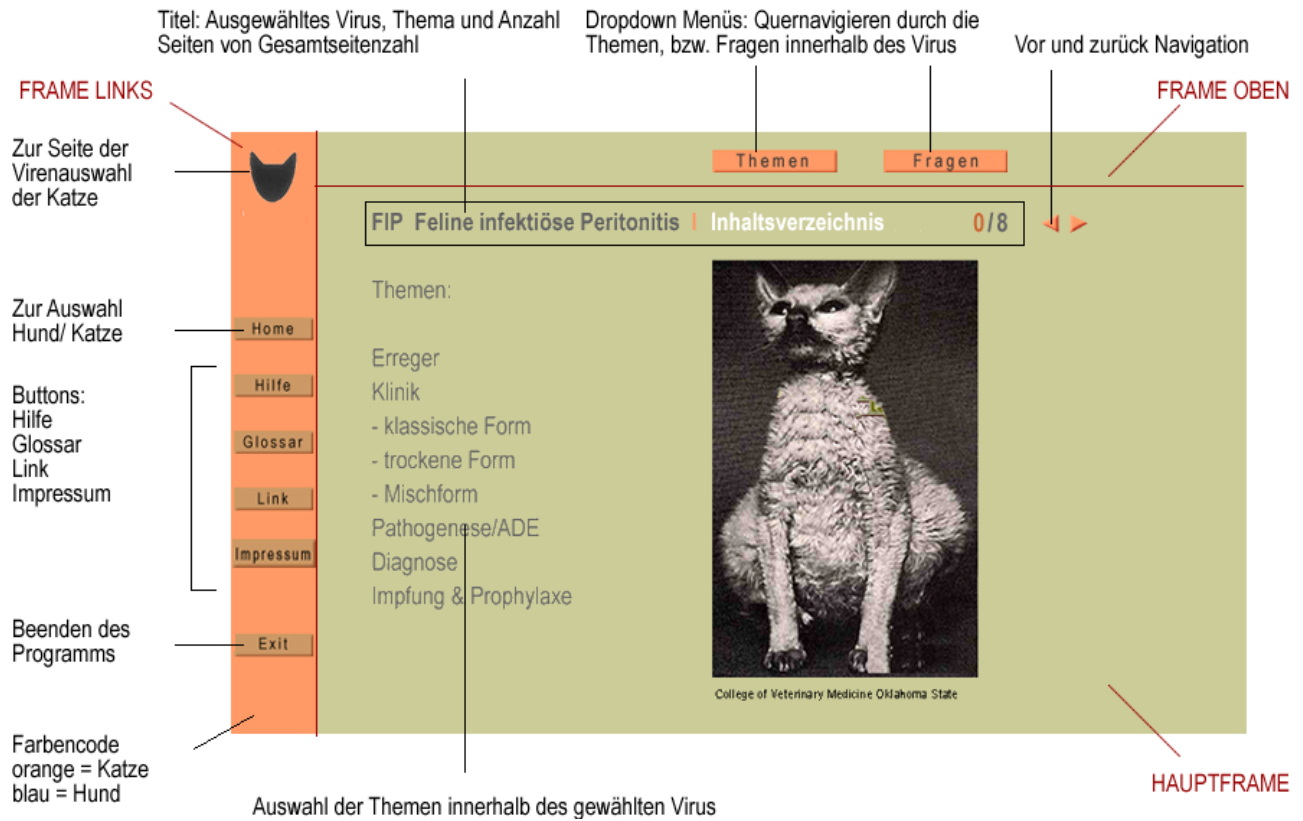 Titel: Ausgewähltes Virus, Thema und Anzahl
Seiten von Gesamtseitenzahl
Dropdown Menüs: Quernavigieren durch die
Themen, bzw. Fragen innerhalb des Virus
Vor und zurück Navigation
FRAME LINKS
FRAME OBEN
Zur Seite der
Virenauswahl
der Katze
Themen
Fragen
FIP Feline infektiöse Peritonitis | Inhaltsverzeichnis 0/8
Themen:
Erreger
Klinik
- klassische Form
- trockene Form
- Mischform
Pathogenese/ADE
Diagnose
Impfung & Prophylaxe
College of Veterinary Medicine Oklahoma State
Zur Auswahl
Hund/ Katze
Home
Buttons:
Hilfe
Glossar
Link
Impressum
Hilfe
Glossar
Link
Impressum
Beenden des
Programms
Exit
Farbencode
orange = Katze
blau = Hund
HAUPTFRAME
Auswahl der Themen innerhalb des gewählten Virus